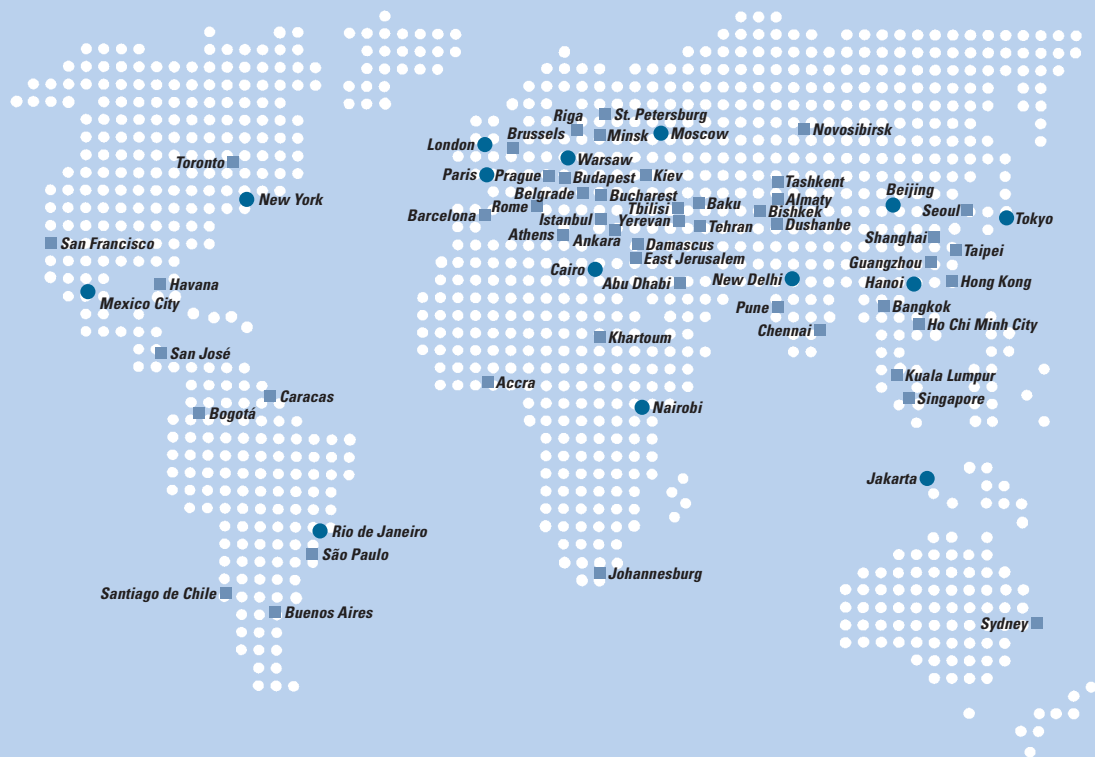 Riga
St. Petersburg
Brussels
Minsk
Moscow
Novosibirsk
London
Warsaw
Toronto
Paris
Prague
Budapest
Kiev
Tashkent
Belgrade
Bucharest
Almaty
Beijing
New York
Rome
Tbilisi
Baku
Bishkek
Seoul
Barcelona
Istanbul
Yerevan
Tehran
Dushanbe
Tokyo
Athens
Ankara
Shanghai
San Francisco
Damascus
Taipei
East Jerusalem
Guangzhou
Cairo
Abu Dhabi
New Delhi
Hanoi
Hong Kong
Havana
Mexico City
Pune
Bangkok
Chennai
Ho Chi Minh City
Khartoum
San José
Kuala Lumpur
Accra
Caracas
Singapore
Bogotá
Nairobi
Jakarta
Rio de Janeiro
São Paulo
Johannesburg
Santiago de Chile
Buenos Aires
Sydney